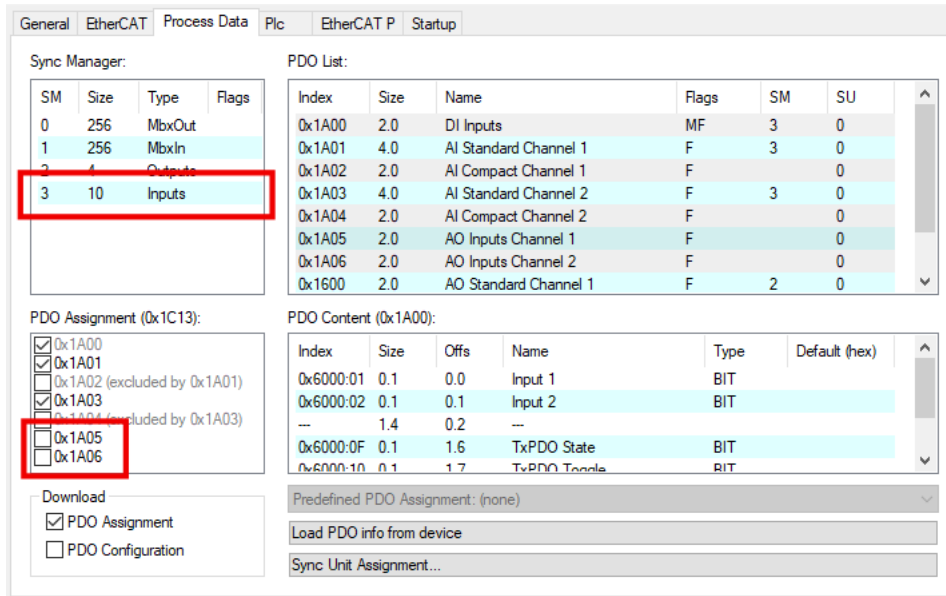 General EtherCAT Process Data Plc EtherCAT P Startup
Sync Manager:
SM Size Type Flags
0 256 MbxOut
1 256 MbxIn
2 4 Outputs
3 10 Inputs
PDO List:
Index Size Name Flags SM SU
0x1A00 2.0 DI Inputs MF 3 0
0x1A01 4.0 AI Standard Channel 1 F 3 0
0x1A02 2.0 AI Compact Channel 1 F 0
0x1A03 4.0 AI Standard Channel 2 F 3 0
0x1A04 2.0 AI Compact Channel 2 F 0
0x1A05 2.0 AO Inputs Channel 1 F 0
0x1A06 2.0 AO Inputs Channel 2 F 0
0x1600 2.0 AO Standard Channel 1 F 2 0
PDO Assignment (0x1C13):
0x1A00
0x1A01
0x1A02 (excluded by 0x1A01)
0x1A03
0x1A04 (excluded by 0x1A03)
0x1A05
0x1A06
PDO Content (0x1A00):
Index Size Offs Name Type Default (hex)
0x6000:01 0.1 0.0 Input 1 BIT
0x6000:02 0.1 0.1 Input 2 BIT
--- 1.4 0.2 ---
0x6000:0F 0.1 1.6 TxPDO State BIT
0x6000:10 0.1 1.7 TxPDO Toggle BIT
Download
PDO Assignment
PDO Configuration
Predefined PDO Assignment: (none)
Load PDO info from device
Sync Unit Assignment...